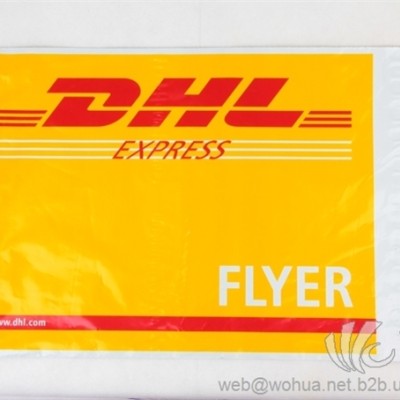 DHL
EXPRESS
FLYER
www.dhl.com
web@wohua.net.b2b.u